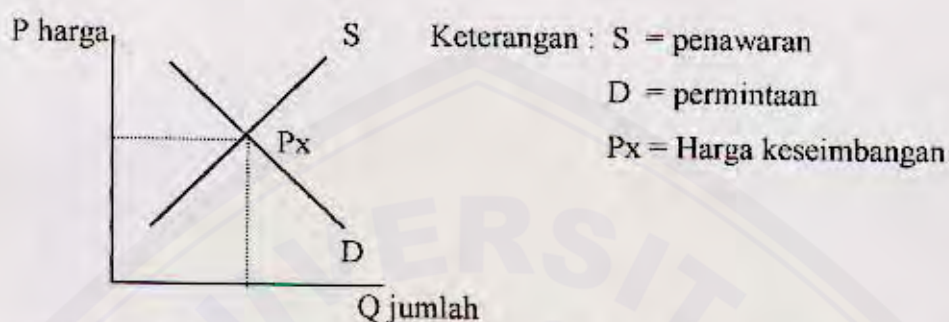 P harga
S
Keterangan : S = penawaran
D = permintaan
Px
Px = Harga keseimbangan
D
Q jumlah